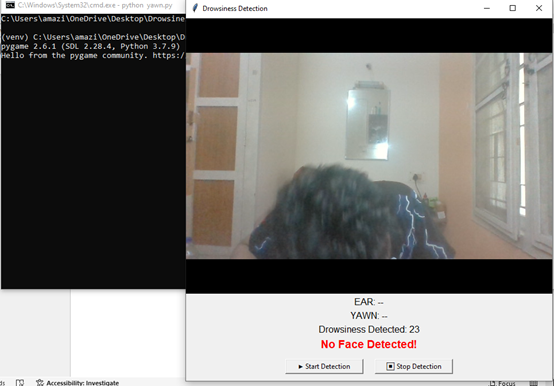 C:\Windows\System32\cmd.exe - python yawn.py
C:\Users\amazi\OneDrive\Desktop\Drowsine
(venv) C:\Users\amazi\OneDrive\Desktop\D
pygame 2.6.1 (SDL 2.28.4, Python 3.7.9)
Hello from the pygame community. https:/
Drowsiness Detection
EAR: --
YAWN: --
Drowsiness Detected: 23
No Face Detected!
Start Detection
Stop Detection
Accessibility: Investigate
Focus